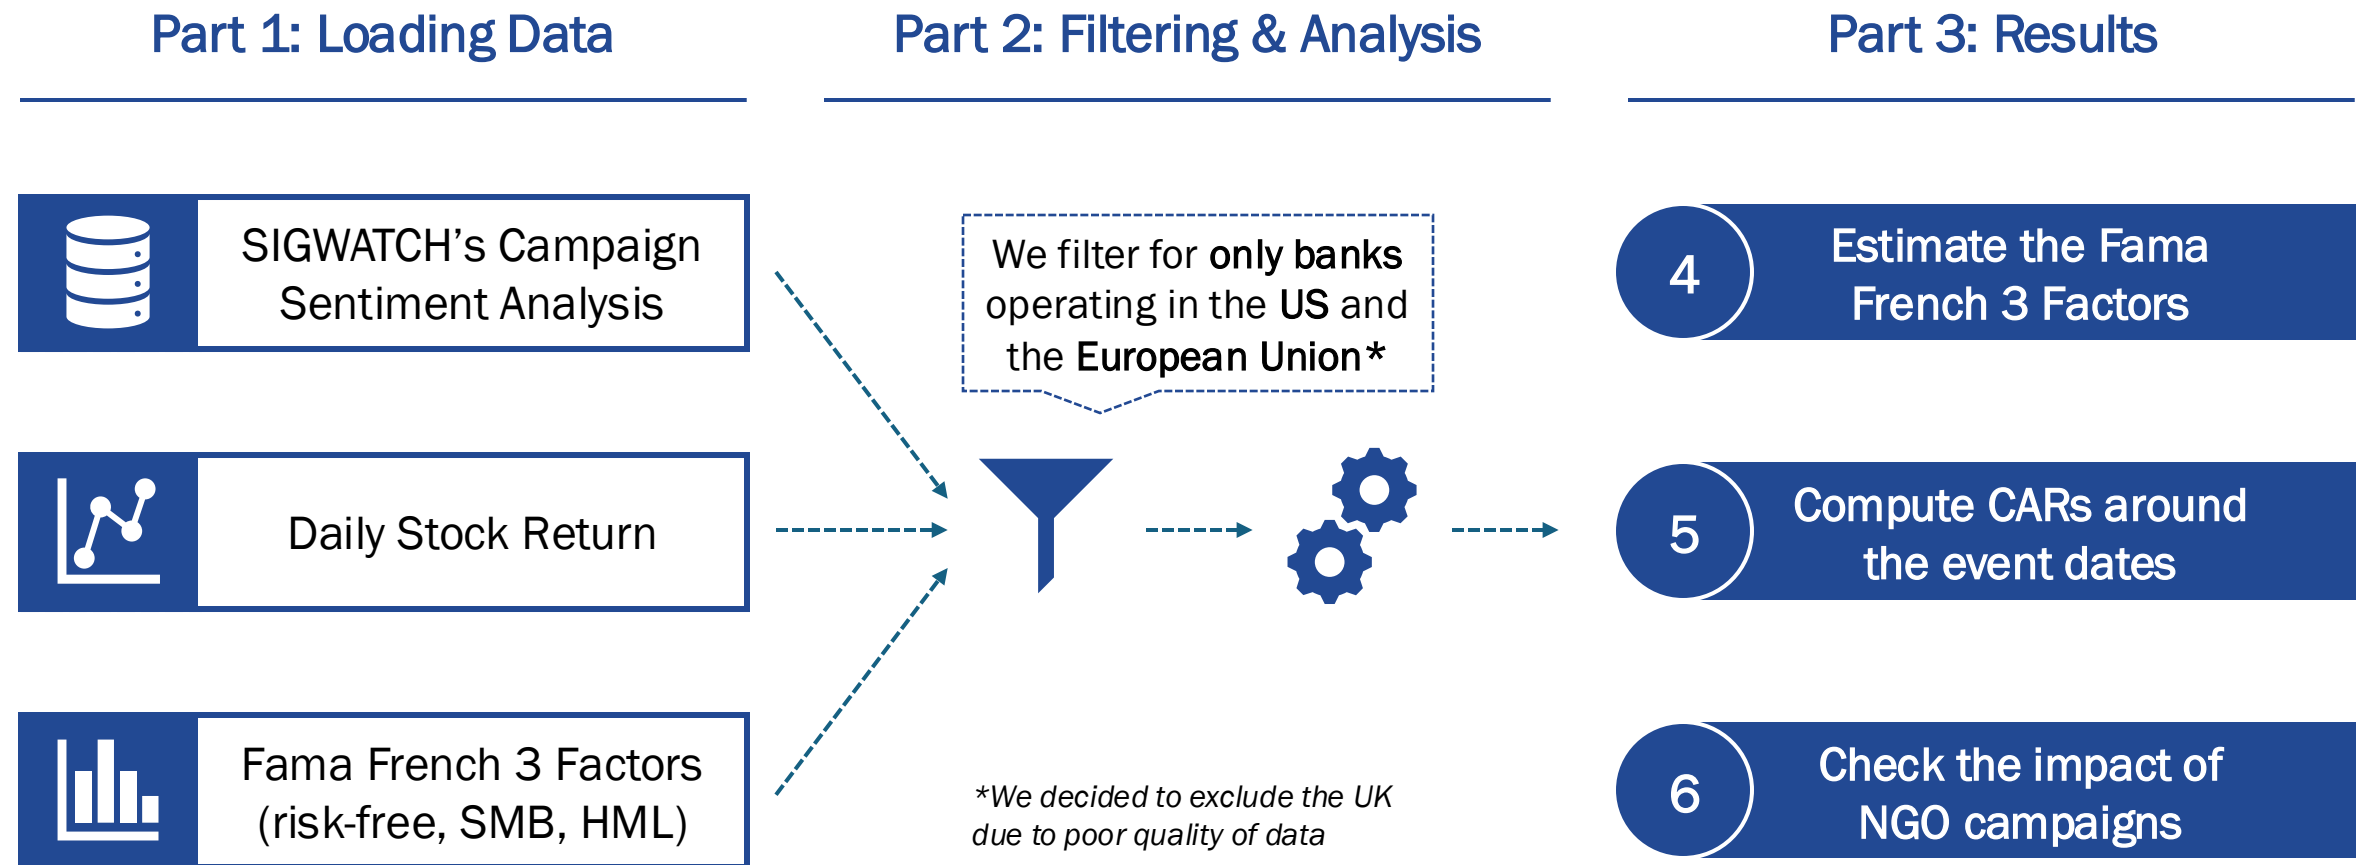 Part 1: Loading Data
SIGWATCH’s Campaign
Sentiment Analysis
Daily Stock Return
Fama French 3 Factors
(risk-free, SMB, HML)
Part 2: Filtering & Analysis
We filter for only banks
operating in the US and
the European Union*
*We decided to exclude the UK
due to poor quality of data
Part 3: Results
4
Estimate the Fama
French 3 Factors
5
Compute CARs around
the event dates
6
Check the impact of
NGO campaigns